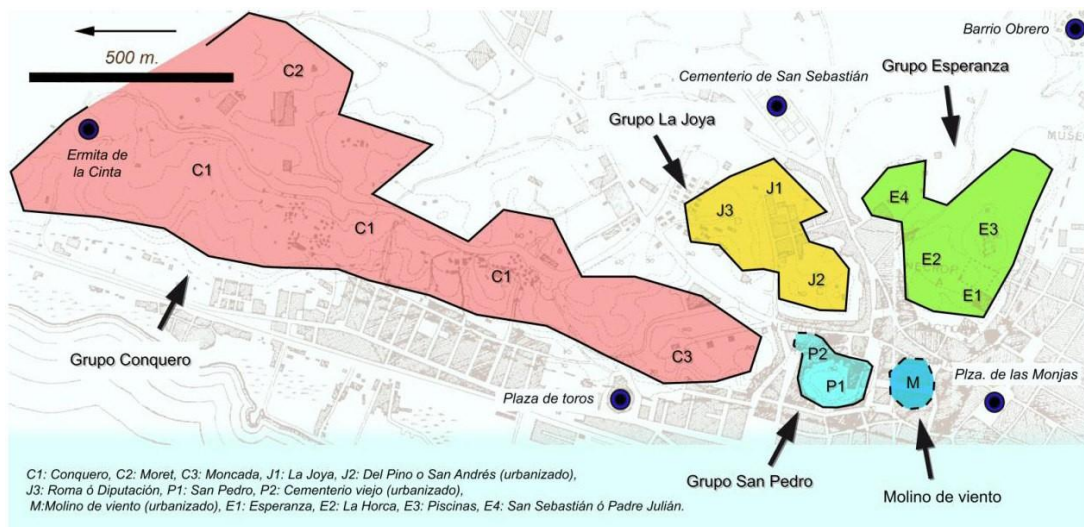 Barrio Obrero
500 m.
C2
Cementerio de San Sebastián
Grupo Esperanza
Grupo La Joya
MUSE
Ermita de
la Cinta
C1
J1
E4
J3
E3
C1
E2
C1
J2
E1
Grupo Conquero
C3
P2
P1
M
Plza. de las Monjas
Plaza de toros
Grupo San Pedro
Molino de viento
C1: Conquero, C2: Moret, C3: Moncada, J1: La Joya, J2: Del Pino o San Andrés (urbanizado),
J3: Roma ó Diputación, P1: San Pedro, P2: Cementerio viejo (urbanizado),
M:Molino de viento (urbanizado), E1: Esperanza, E2: La Horca, E3: Piscinas, E4: San Sebastián ó Padre Julián.